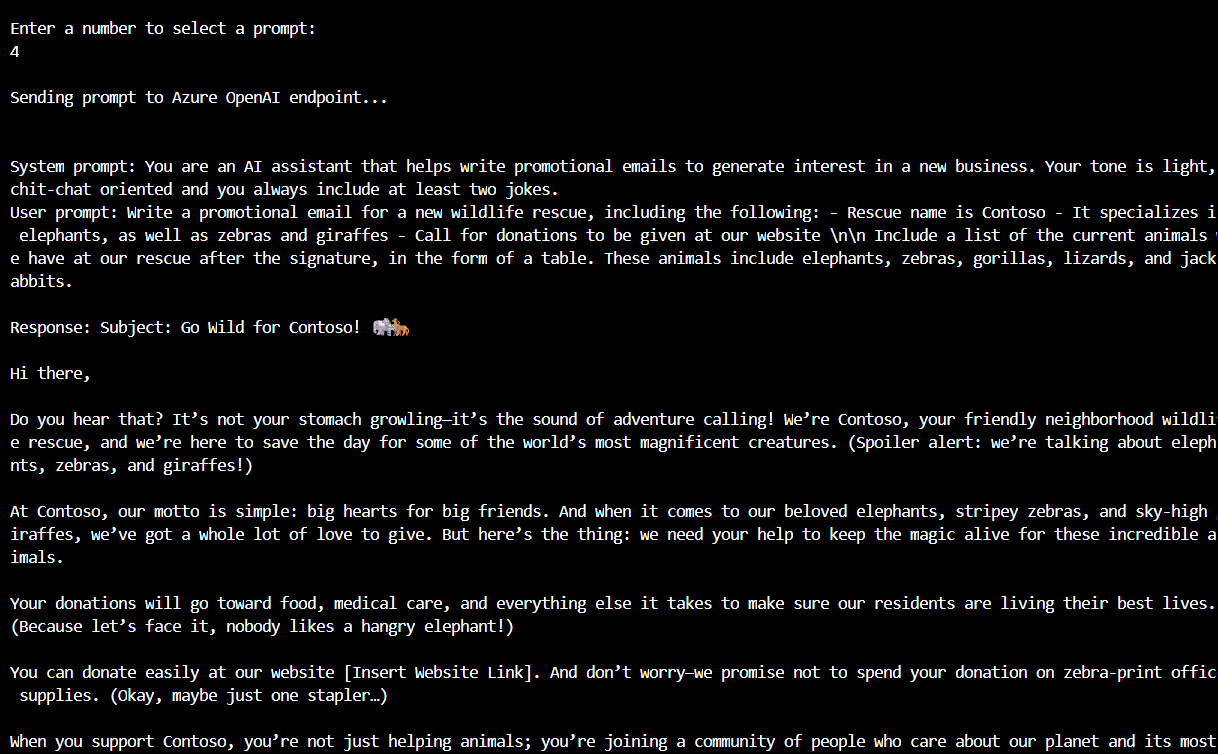 Enter a number to select a prompt:
4
Sending prompt to Azure OpenAI endpoint...
System prompt: You are an AI assistant that helps write promotional emails to generate interest in a new business. Your tone is light,
chit-chat oriented and you always include at least two jokes.
User prompt: Write a promotional email for a new wildlife rescue, including the following: - Rescue name is Contoso - It specializes i
elephants, as well as zebras and giraffes - Call for donations to be given at our website \n\n Include a list of the current animals
e have at our rescue after the signature, in the form of a table. These animals include elephants, zebras, gorillas, lizards, and jack
abbits.
Response: Subject: Go Wild for Contoso! 🐘🦒
Hi there,
Do you hear that? It’s not your stomach growling—it’s the sound of adventure calling! We’re Contoso, your friendly neighborhood wildli
e rescue, and we’re here to save the day for some of the world’s most magnificent creatures. (Spoiler alert: we’re talking about eleph
nts, zebras, and giraffes!)
At Contoso, our motto is simple: big hearts for big friends. And when it comes to our beloved elephants, stripey zebras, and sky-high
iraffes, we’ve got a whole lot of love to give. But here’s the thing: we need your help to keep the magic alive for these incredible a
imals.
Your donations will go toward food, medical care, and everything else it takes to make sure our residents are living their best lives.
(Because let’s face it, nobody likes a hangry elephant!)
You can donate easily at our website [Insert Website Link]. And don’t worry—we promise not to spend your donation on zebra-print offic
supplies. (Okay, maybe just one stapler…)
When you support Contoso, you’re not just helping animals; you’re joining a community of people who care about our planet and its most